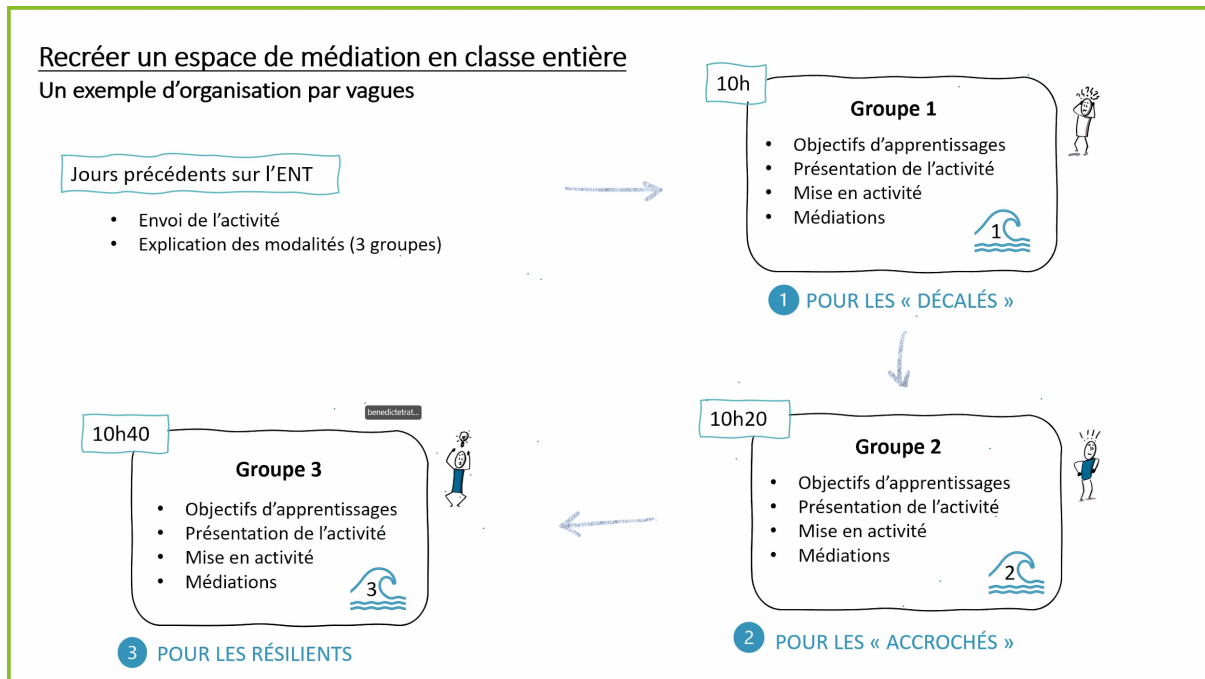 Recréer un espace de médiation en classe entière
Un exemple d'organisation par vagues
Jours précédents sur l'ENT
• Envoi de l'activité
• Explication des modalités (3 groupes)
10h
Groupe 1
• Objectifs d'apprentissages
• Présentation de l'activité
• Mise en activité
• Médiations
1
1 POUR LES « DÉCALÉS »
10h20
Groupe 2
• Objectifs d'apprentissages
• Présentation de l'activité
• Mise en activité
• Médiations
2
2 POUR LES « ACCROCHÉS »
benedictetrat...
10h40
Groupe 3
• Objectifs d'apprentissages
• Présentation de l'activité
• Mise en activité
• Médiations
3
3 POUR LES RÉSILIENTS